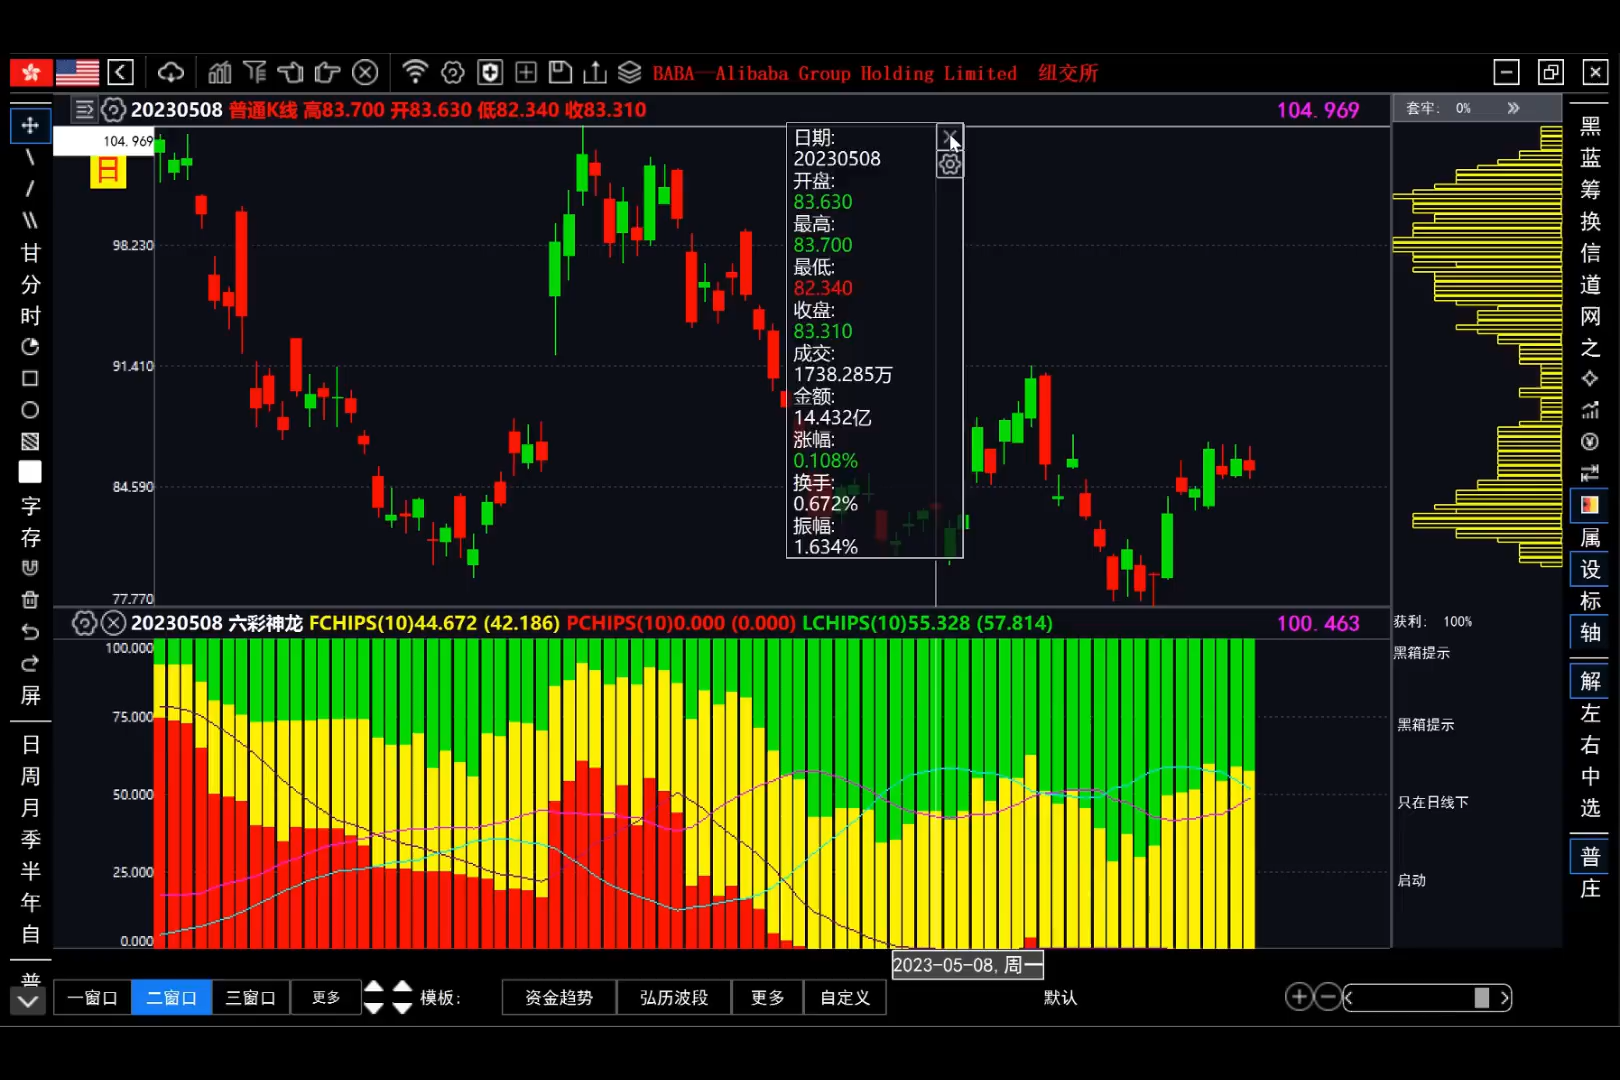 BABA—Alibaba Group Holding Limited 纽交所
20230508 普通K线 高83.700 开83.630 低82.340 收83.310
104.969
套牢: 0%
104.969
日
98.230
91.410
84.590
77.770
日期:
20230508
开盘:
83.630
最高:
83.700
最低:
82.340
收盘:
83.310
成交:
1738.285万
金额:
14.432亿
涨幅:
0.108%
换手:
0.672%
振幅:
1.634%
20230508 六彩神龙 FCHIPS(10)44.672 (42.186) PCHIPS(10)0.000 (0.000) LCHIPS(10)55.328 (57.814)
100.463
获利: 100%
黑箱提示
黑箱提示
只在日线下
启动
100.000
75.000
50.000
25.000
0.000
2023-05-08,周一
甘
分
时
字
存
屏
日
周
月
季
半
年
自
普
黑
蓝
筹
换
信
道
网
之
属
设
标
轴
解
左
右
中
选
普
庄
一窗口 二窗口 三窗口 更多 模板: 资金趋势 弘历波段 更多 自定义 默认